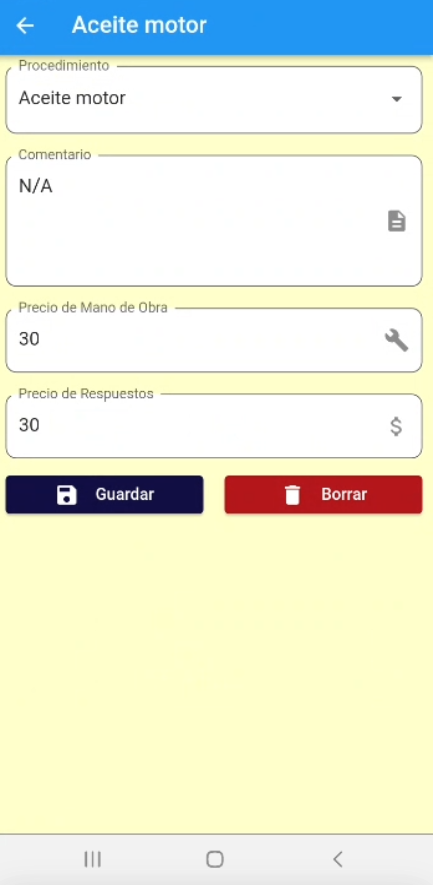 Aceite motor
Procedimiento
Aceite motor
Comentario
N/A
Precio de Mano de Obra
30
Precio de Respuestos
30
$
Guardar
Borrar